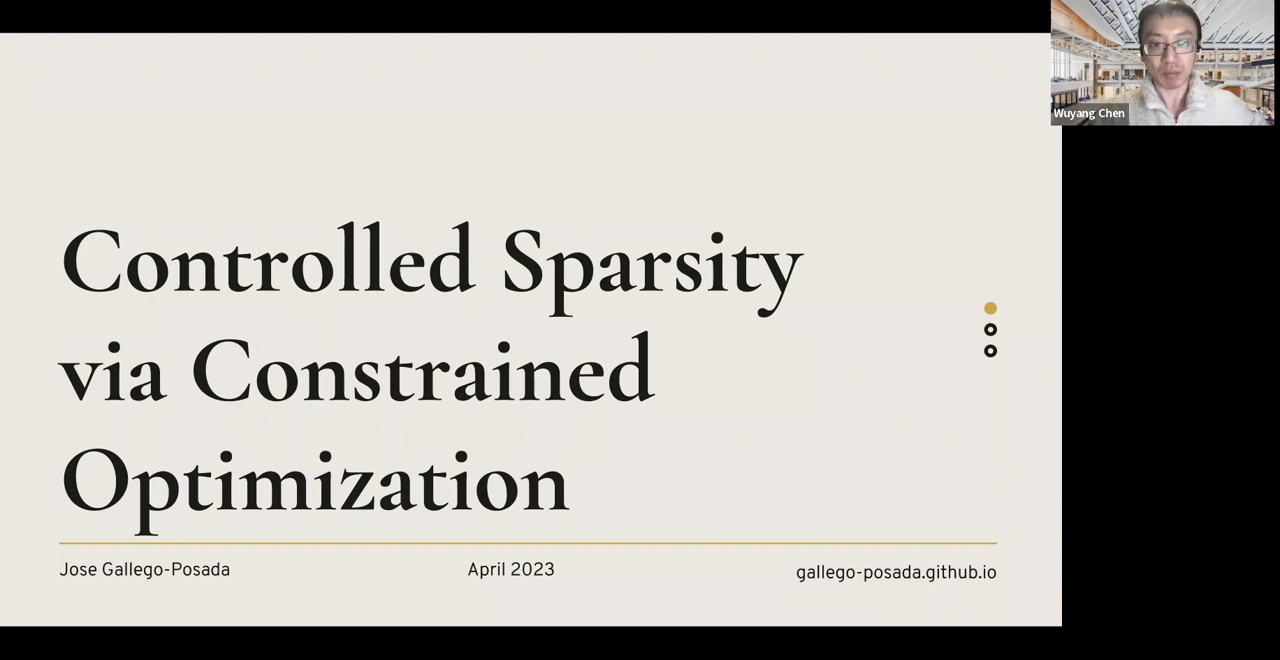 Wuyang Chen
Controlled Sparsity
via Constrained
Optimization
Jose Gallego-Posada
April 2023
gallego-posada.github.io